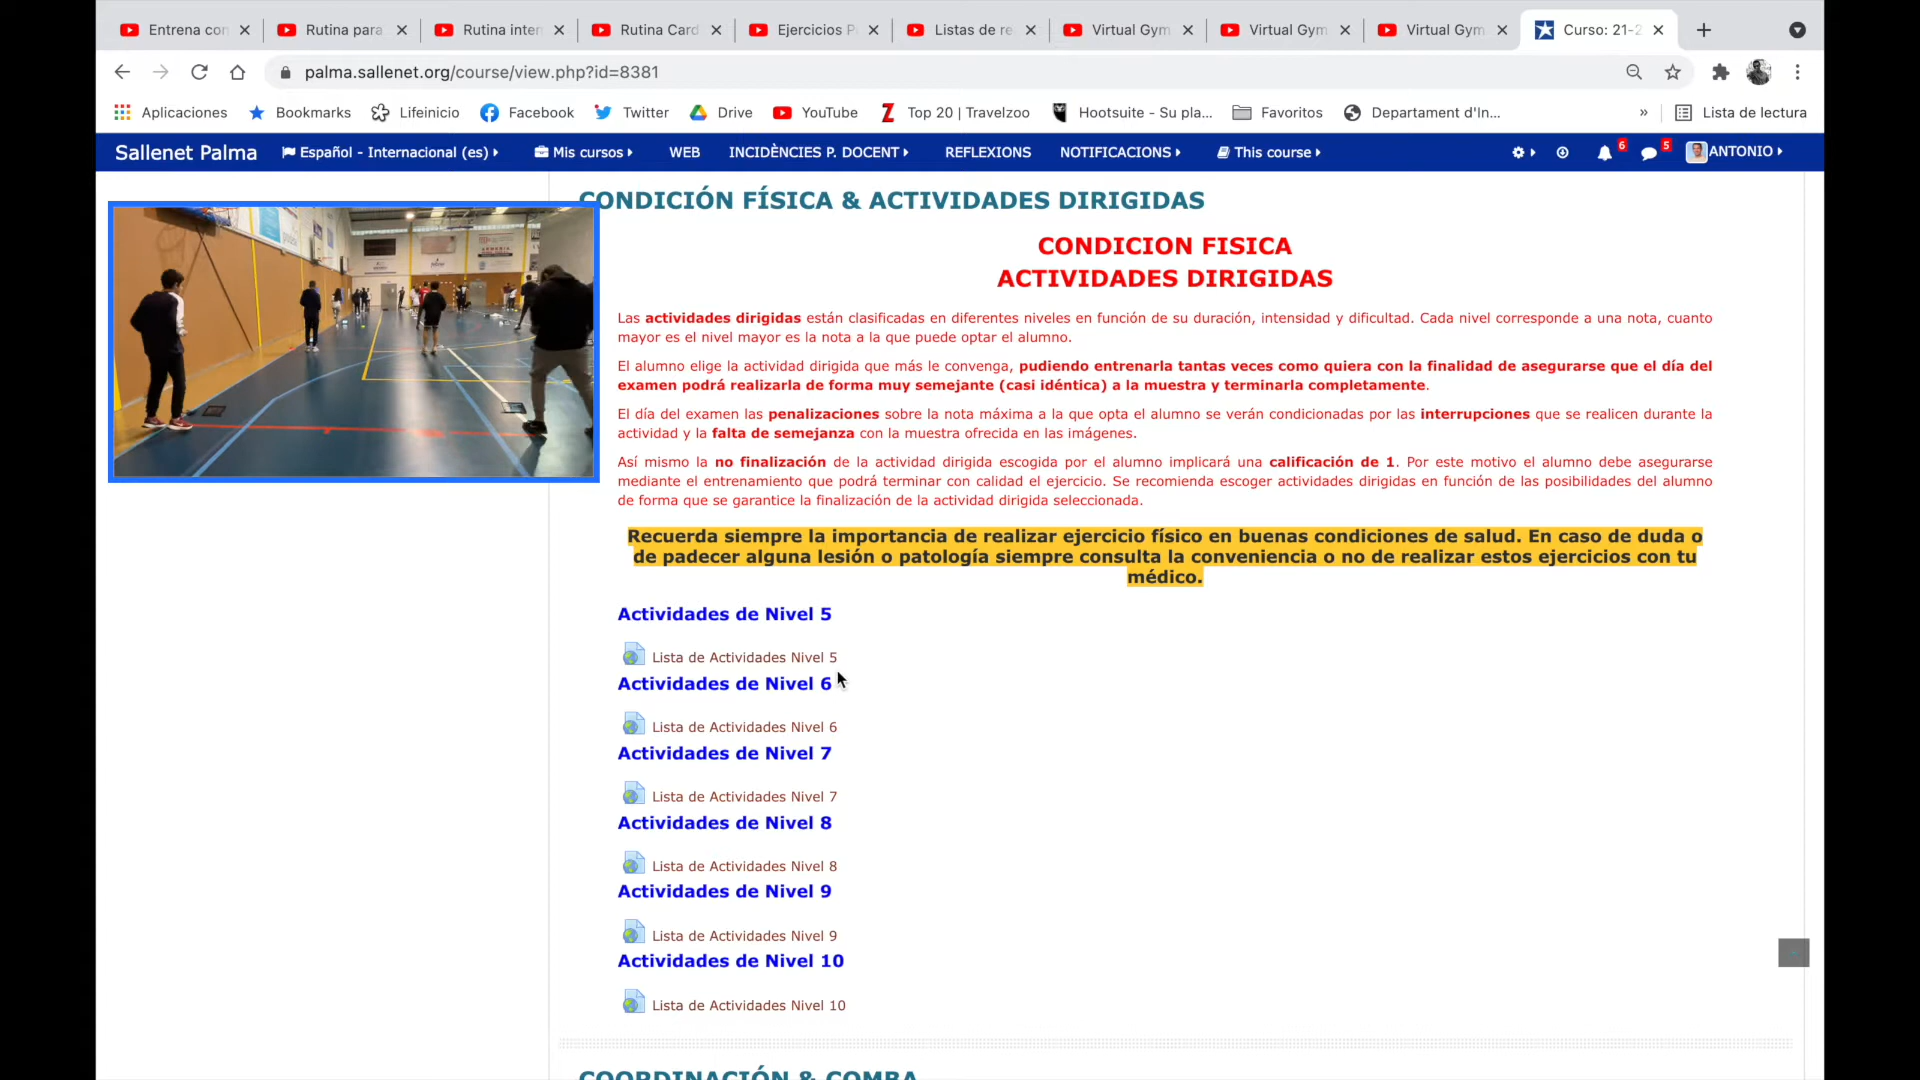 Entrena con
Rutina para
Rutina inter
Rutina Card
Ejercicios P
Listas de re
Virtual Gym
Virtual Gym
Virtual Gym
Curso: 21-2
palma.sallenet.org/course/view.php?id=8381
Aplicaciones
Bookmarks
Lifeinicio
Facebook
Twitter
Drive
YouTube
Top 20 | Travelzoo
Hootsuite - Su pla...
Favoritos
Departament d'In...
»
Lista de lectura
Sallenet Palma
Español - Internacional (es)
Mis cursos
WEB
INCIDÈNCIES P. DOCENT
REFLEXIONS
NOTIFICACIONS
This course
6
5
ANTONIO
CONDICIÓN FÍSICA & ACTIVIDADES DIRIGIDAS
CONDICION FISICA
ACTIVIDADES DIRIGIDAS
Las actividades dirigidas están clasificadas en diferentes niveles en función de su duración, intensidad y dificultad. Cada nivel corresponde a una nota, cuanto
mayor es el nivel mayor es la nota a la que puede optar el alumno.
El alumno elige la actividad dirigida que más le convenga, pudiendo entrenarla tantas veces como quiera con la finalidad de asegurarse que el día del
examen podrá realizarla de forma muy semejante (casi idéntica) a la muestra y terminarla completamente.
El día del examen las penalizaciones sobre la nota máxima a la que opta el alumno se verán condicionadas por las interrupciones que se realicen durante la
actividad y la falta de semejanza con la muestra ofrecida en las imágenes.
Así mismo la no finalización de la actividad dirigida escogida por el alumno implicará una calificación de 1. Por este motivo el alumno debe asegurarse
mediante el entrenamiento que podrá terminar con calidad el ejercicio. Se recomienda escoger actividades dirigidas en función de las posibilidades del alumno
de forma que se garantice la finalización de la actividad dirigida seleccionada.
Recuerda siempre la importancia de realizar ejercicio físico en buenas condiciones de salud. En caso de duda o
de padecer alguna lesión o patología siempre consulta la conveniencia o no de realizar estos ejercicios con tu
médico.
Actividades de Nivel 5
Lista de Actividades Nivel 5
Actividades de Nivel 6
Lista de Actividades Nivel 6
Actividades de Nivel 7
Lista de Actividades Nivel 7
Actividades de Nivel 8
Lista de Actividades Nivel 8
Actividades de Nivel 9
Lista de Actividades Nivel 9
Actividades de Nivel 10
Lista de Actividades Nivel 10
COORDINACIÓN & COMBA